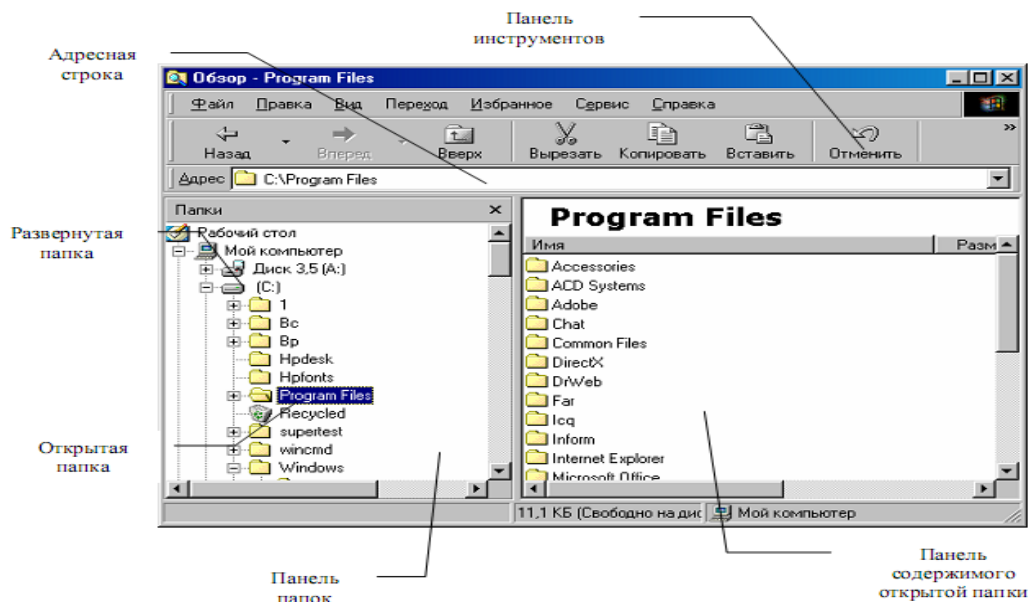 Панель
инструментов
Адресная
строка
Обзор - Program Files
Файл Правка Вид Переход Избранное Сервис Справка
Назад Вперед Вверх Вырезать Копировать Вставить Отменить »
Адрес C:\Program Files
Папки
Program Files
Развернутая
папка
Рабочий стол
Мой компьютер
Диск 3,5 (A:)
(C:)
1
Bc
Bp
Hpdesk
Hpfonts
Program Files
Recycled
supertest
wincmd
Windows
Имя Разм
Accessories
ACD Systems
Adobe
Chat
Common Files
DirectX
DrWeb
Far
Icq
Inform
Internet Explorer
Microsoft Office
Открытая
папка
11,1 КБ (Свободно на дис Мой компьютер
Панель
папок
Панель
содержимого
открытой папки